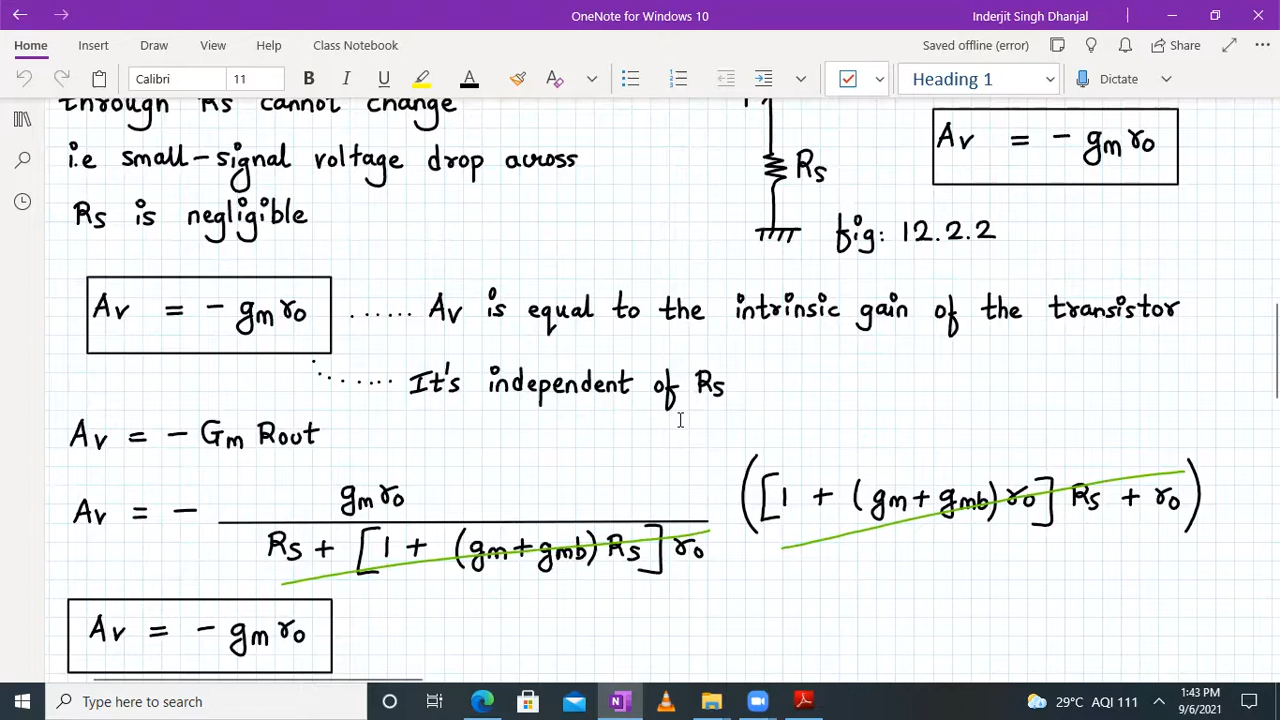 OneNote for Windows 10
Inderjit Singh Dhanjal
Home Insert Draw View Help Class Notebook
Saved offline (error)
Share
Calibri 11 B I U A
Heading 1
Dictate
through Rs cannot change
i.e small-signal voltage drop across
Rs is negligible
Rs
fig: 12.2.2
Av = - gm ro
Av = - gm ro ...... Av is equal to the intrinsic gain of the transistor
........ It's independent of Rs
Av = - Gm Rout
Av = - gm ro / Rs + [1 + (gm + gmb) Rs] ro ([1 + (gm + gmb) ro] Rs + ro)
Av = - gm ro
Type here to search
29°C AQI 111
1:43 PM
9/6/2021